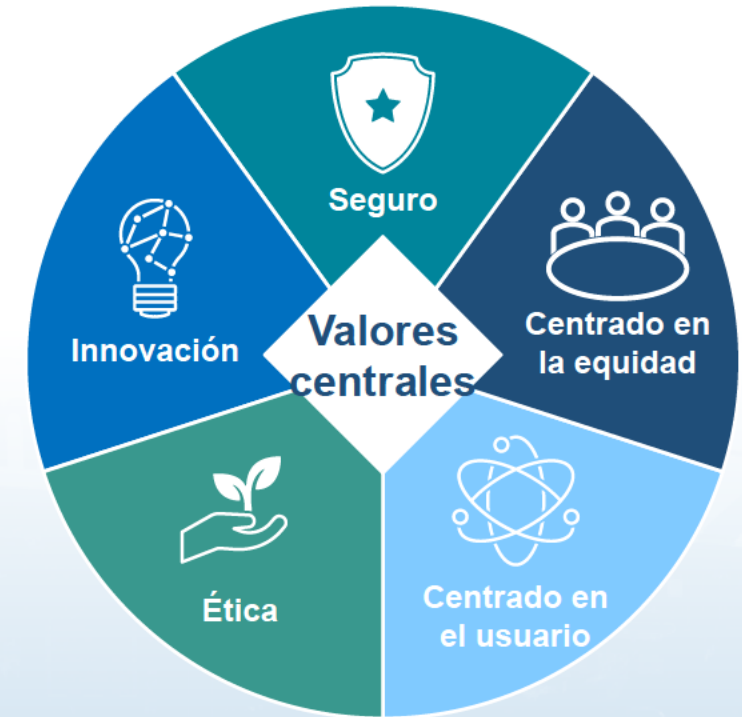 Seguro
Centrado en
la equidad
Centrado en
el usuario
Ética
Innovación
Valores
centrales